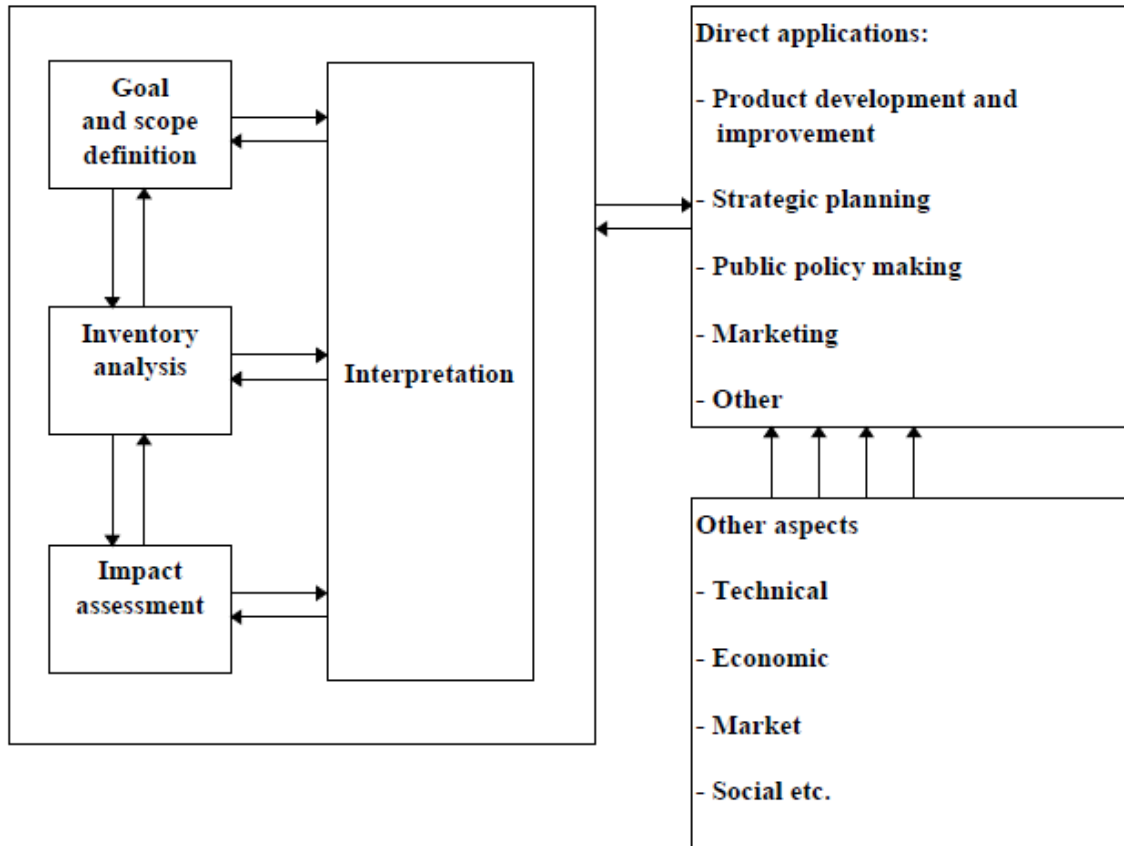 Goal
and scope
definition
Inventory
analysis
Impact
assessment
Interpretation
Direct applications:
- Product development and
improvement
- Strategic planning
- Public policy making
- Marketing
- Other
Other aspects
- Technical
- Economic
- Market
- Social etc.